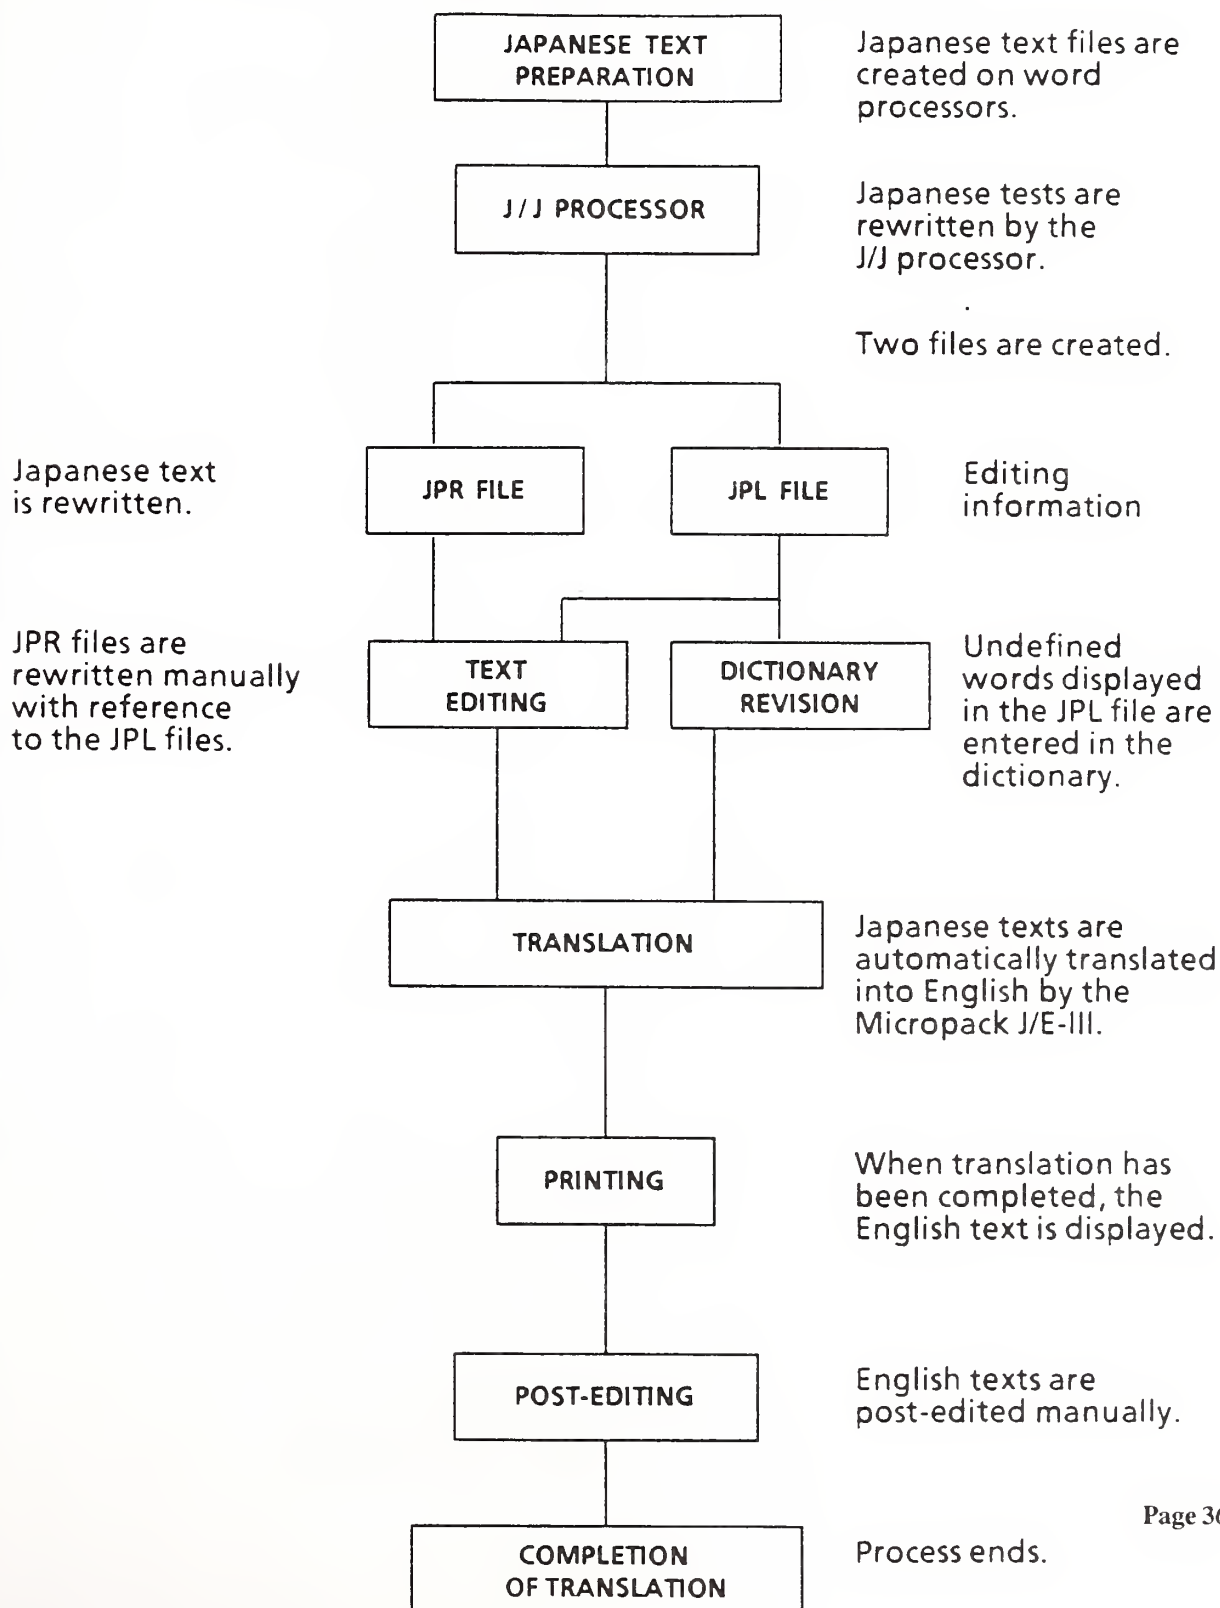 JAPANESE TEXT
PREPARATION
Japanese text files are
created on word
processors.
J/J PROCESSOR
Japanese tests are
rewritten by the
J/J processor.
Two files are created.
Japanese text
is rewritten.
JPR FILE
JPL FILE
Editing
information
JPR files are
rewritten manually
with reference
to the JPL files.
TEXT
EDITING
DICTIONARY
REVISION
Undefined
words displayed
in the JPL file are
entered in the
dictionary.
TRANSLATION
Japanese texts are
automatically translated
into English by the
Micropack J/E-III.
PRINTING
When translation has
been completed, the
English text is displayed.
POST-EDITING
English texts are
post-edited manually.
Page 36
COMPLETION
OF TRANSLATION
Process ends.